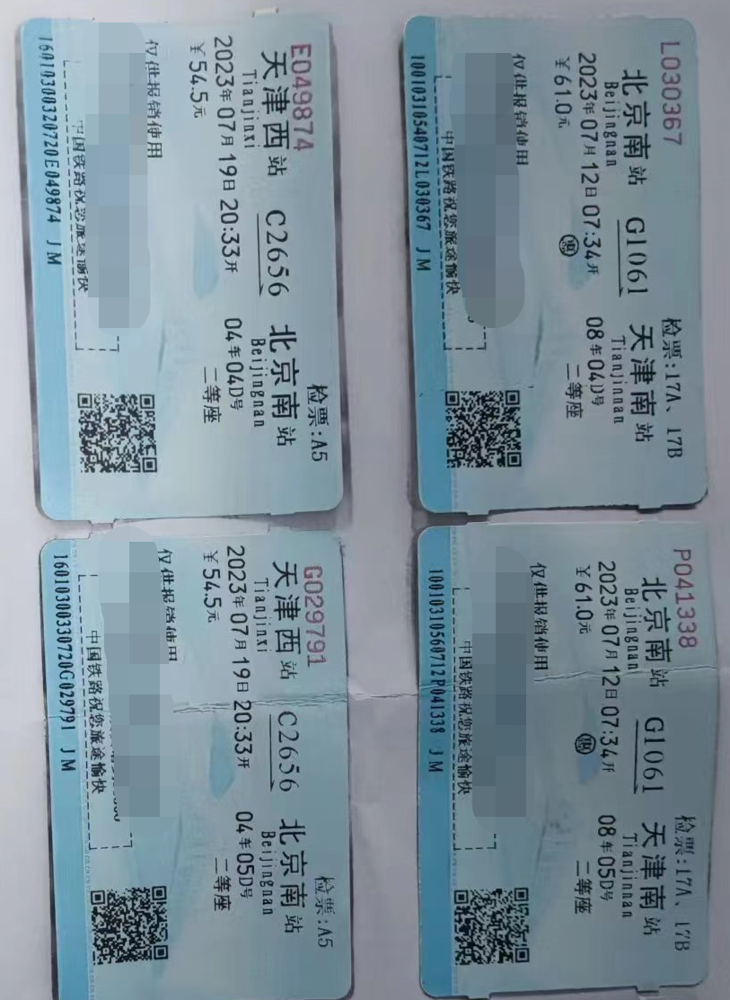 L030367 检票:17A、17B
北京南站 G1061 天津南站
Beijingnan Tianjinnan
2023年07月12日07:34开 08车04D号
¥61.0元 惠 二等座
仅供报销使用
中国铁路祝您旅途愉快
10010310540712L030367 JM
P041338 检票:17A、17B
北京南站 G1061 天津南站
Beijingnan Tianjinnan
2023年07月12日07:34开 08车05D号
¥61.0元 惠 二等座
仅供报销使用
中国铁路祝您旅途愉快
10010310560712P041338 JM
E049874 检票:A5
天津西站 C2656 北京南站
Tianjinxi Beijingnan
2023年07月19日20:33开 04车04D号
¥54.5元 二等座
仅供报销使用
中国铁路祝您旅途愉快
16010300320720E049874 JM
G029791 检票:A5
天津西站 C2656 北京南站
Tianjinxi Beijingnan
2023年07月19日20:33开 04车05D号
¥54.5元 二等座
仅供报销使用
中国铁路祝您旅途愉快
16010300330720G029791 JM